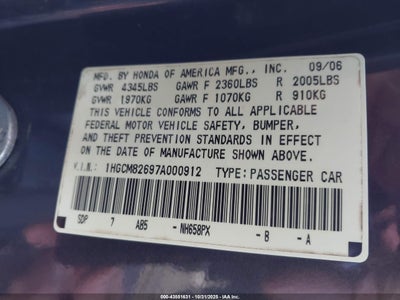 MFD. BY HONDA OF AMERICA MFG., INC. 09/06
GVWR 4345LBS GAWR F 2360LBS R 2005LBS
GVWR 1970KG GAWR F 1070KG R 910KG
THIS VEHICLE CONFORMS TO ALL APPLICABLE
FEDERAL MOTOR VEHICLE SAFETY, BUMPER,
AND THEFT PREVENTION STANDARDS IN EFFECT
ON THE DATE OF MANUFACTURE SHOWN ABOVE.
V.I.N.: 1HGCM82697A000912 TYPE: PASSENGER CAR
SDP 7 AB5 - NH658PX - B - A
000-43551631 - 10/31/2025 - IAA Inc.